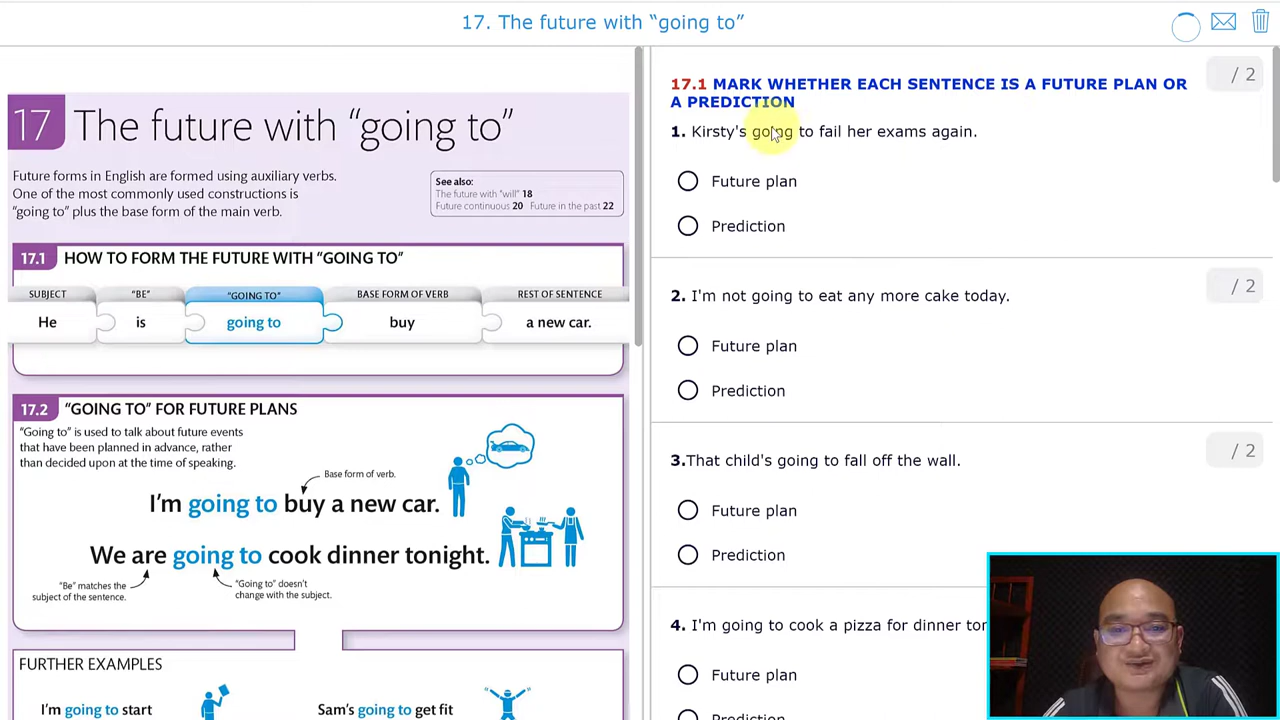 17. The future with “going to”
17 The future with “going to”
Future forms in English are formed using auxiliary verbs.
One of the most commonly used constructions is
“going to” plus the base form of the main verb.
See also:
The future with “will” 18
Future continuous 20 Future in the past 22
17.1 HOW TO FORM THE FUTURE WITH “GOING TO”
SUBJECT “BE” “GOING TO” BASE FORM OF VERB REST OF SENTENCE
He is going to buy a new car.
17.2 “GOING TO” FOR FUTURE PLANS
“Going to” is used to talk about future events
that have been planned in advance, rather
than decided upon at the time of speaking.
Base form of verb.
I’m going to buy a new car.
We are going to cook dinner tonight.
“Be” matches the
subject of the sentence.
“Going to” doesn’t
change with the subject.
FURTHER EXAMPLES
I’m going to start
Sam’s going to get fit
/ 2
17.1 MARK WHETHER EACH SENTENCE IS A FUTURE PLAN OR
A PREDICTION
1. Kirsty's going to fail her exams again.
Future plan
Prediction
/ 2
2. I'm not going to eat any more cake today.
Future plan
Prediction
/ 2
3.That child's going to fall off the wall.
Future plan
Prediction
4. I'm going to cook a pizza for dinner
Future plan
Prediction